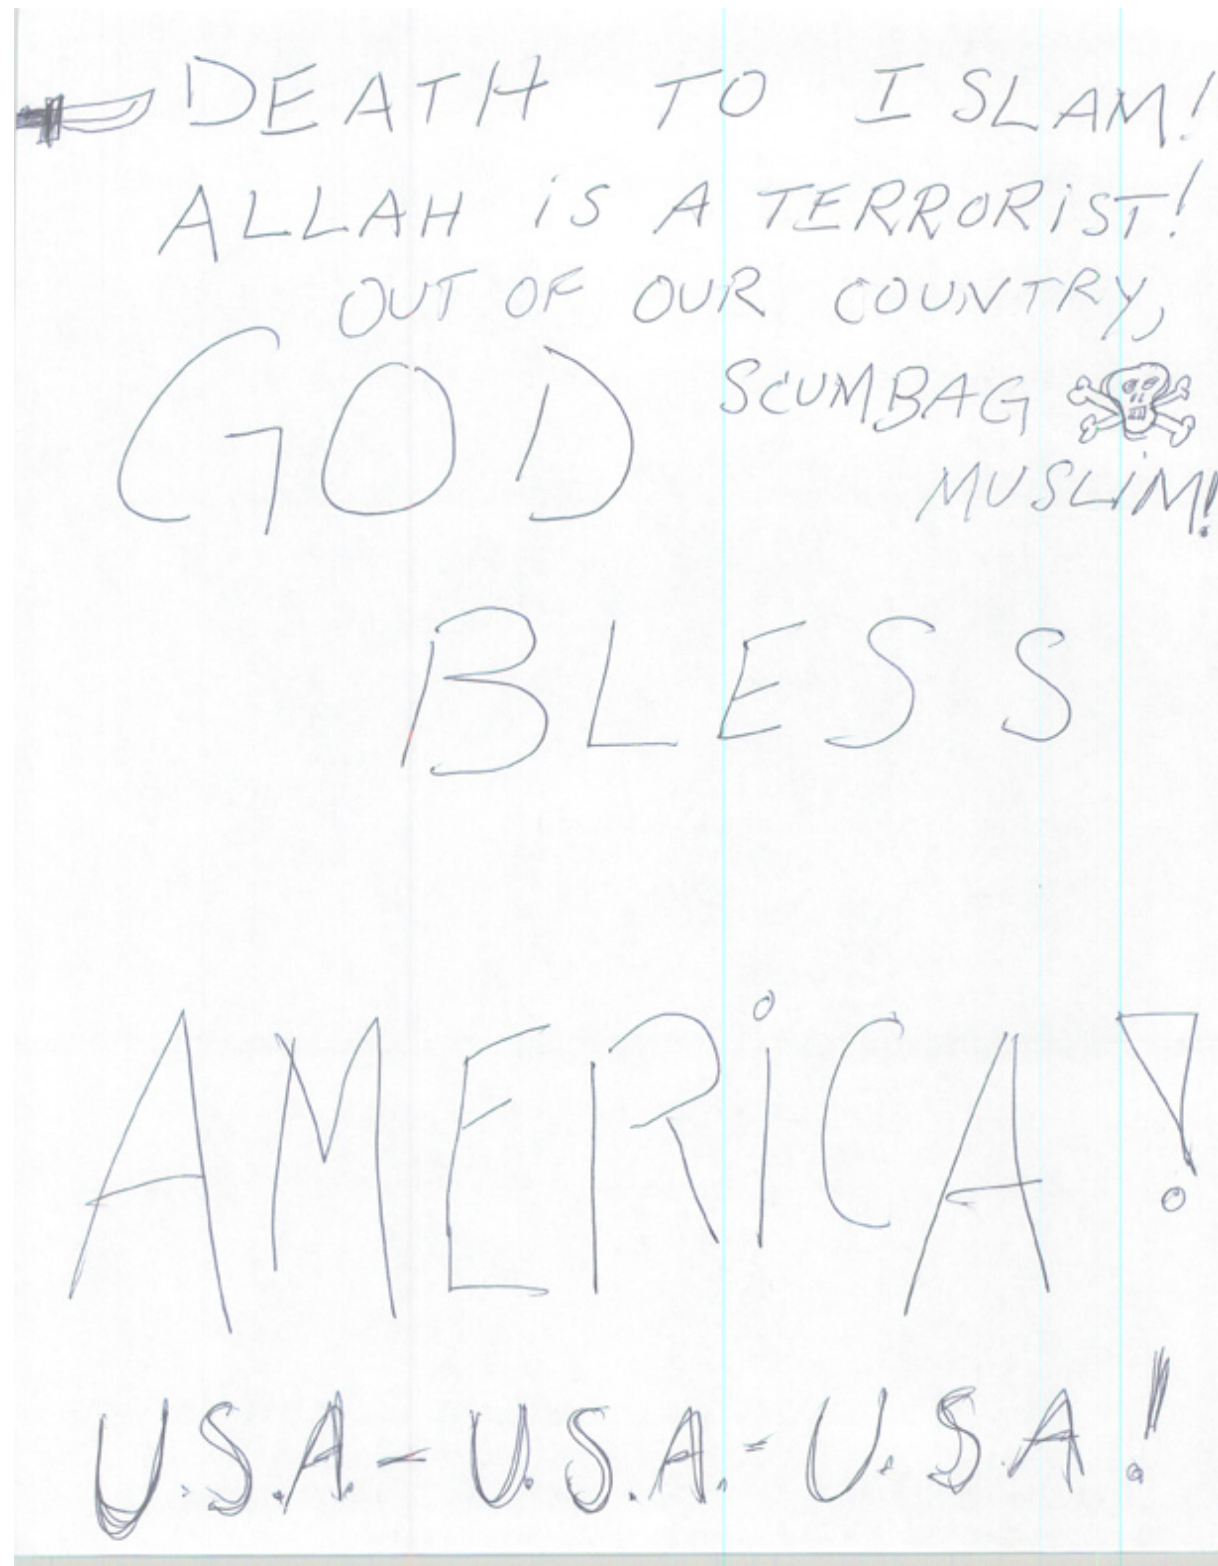 DEATH TO ISLAM!
ALLAH iS A TERRORiST!
OUT OF OUR COUNTRY,
SCUMBAG
MUSLiM!
GOD
BLESS
AMERiCA!
U.S.A.-U.S.A.-U.S.A!